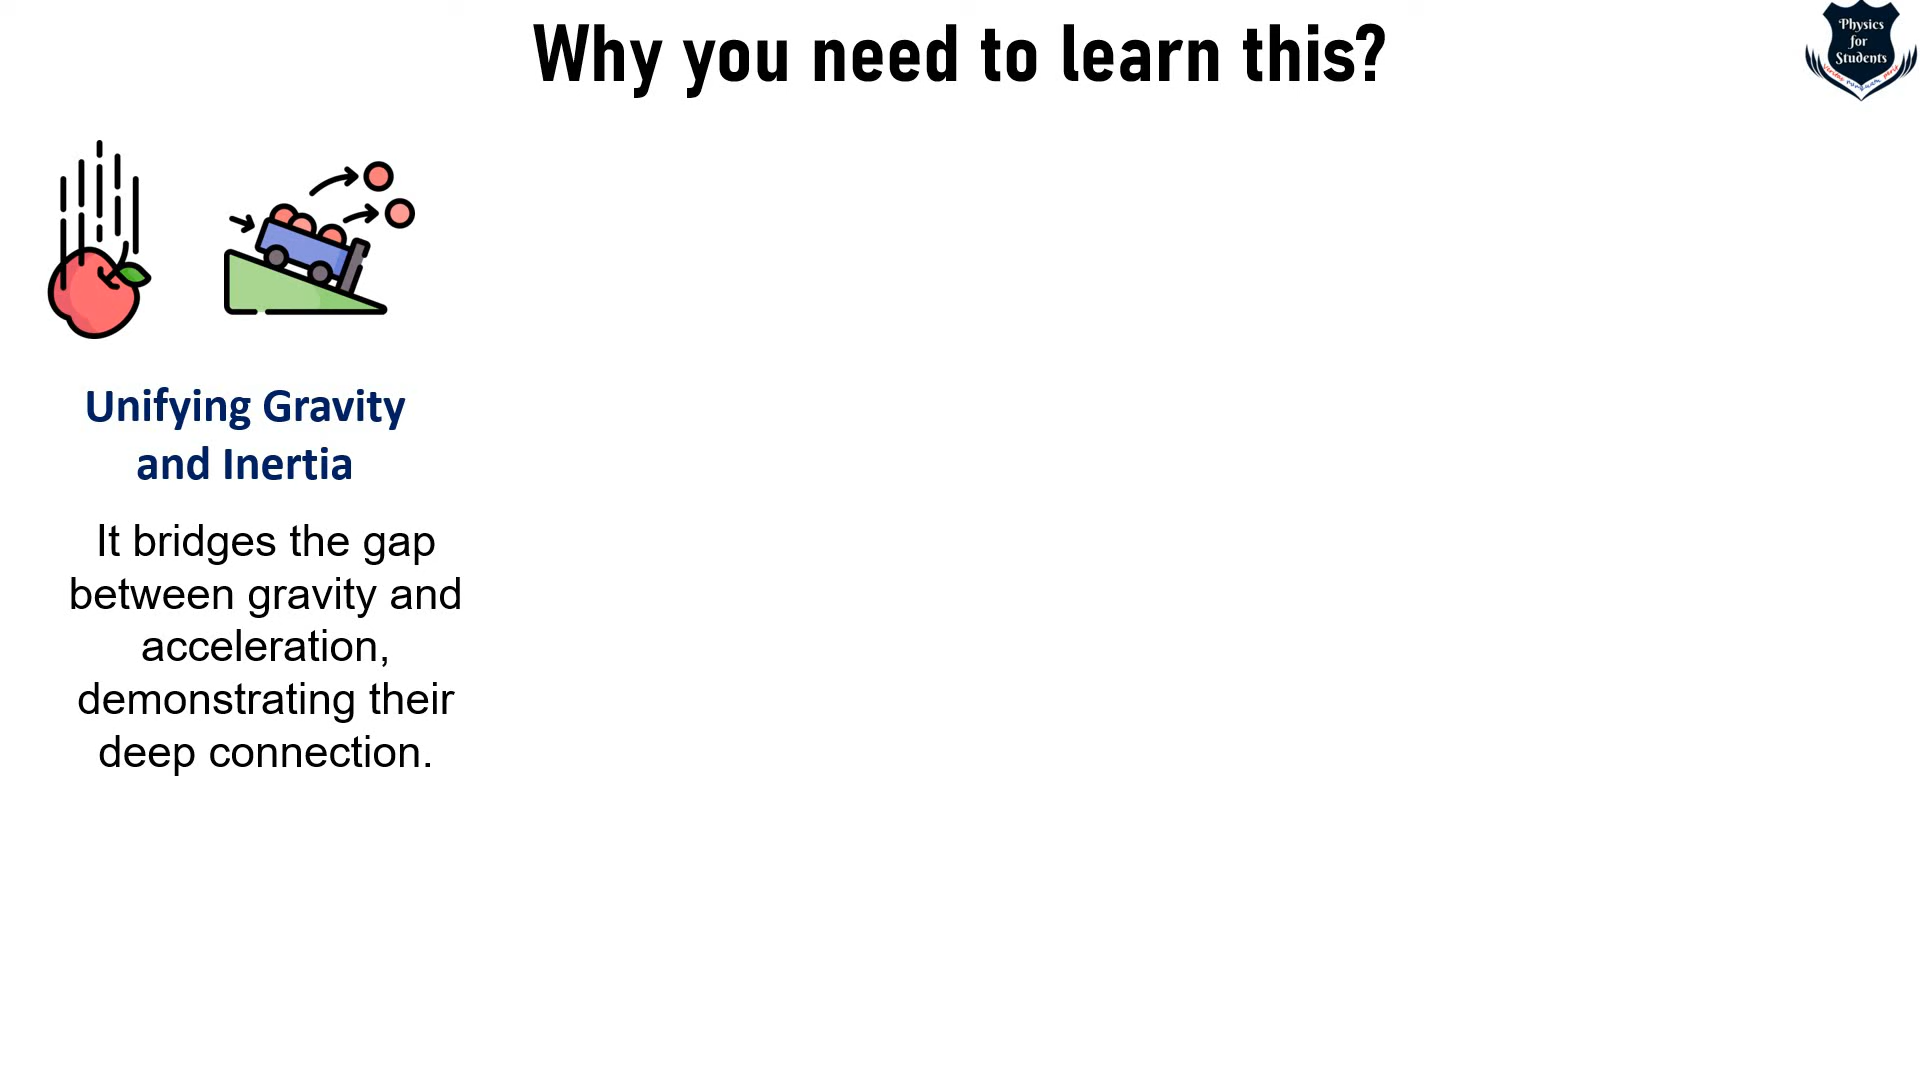 Why you need to learn this?
Physics
for
Students
Unifying Gravity
and Inertia
It bridges the gap
between gravity and
acceleration,
demonstrating their
deep connection.